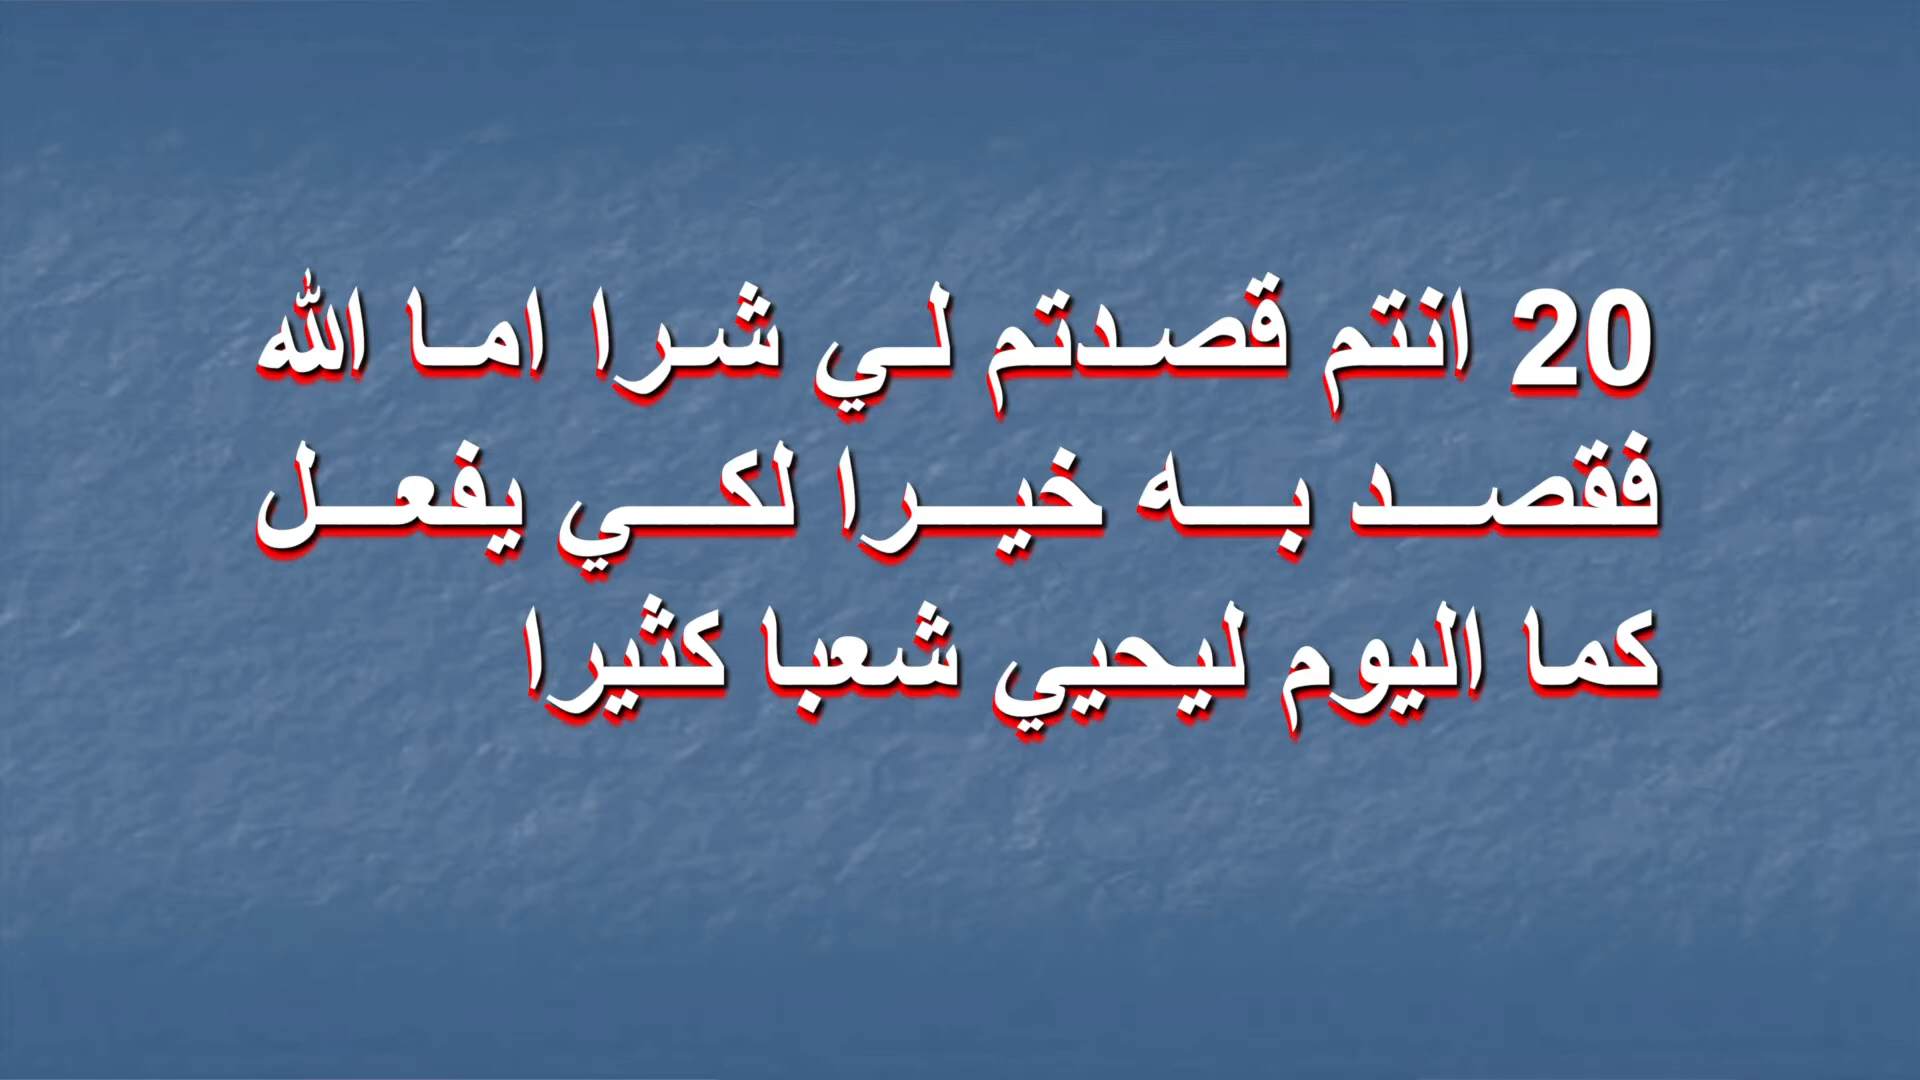 20 انتم قصدتم لي شرا اما الله
فقصد به خيرا لكي يفعل
كما اليوم ليحيي شعبا كثيرا